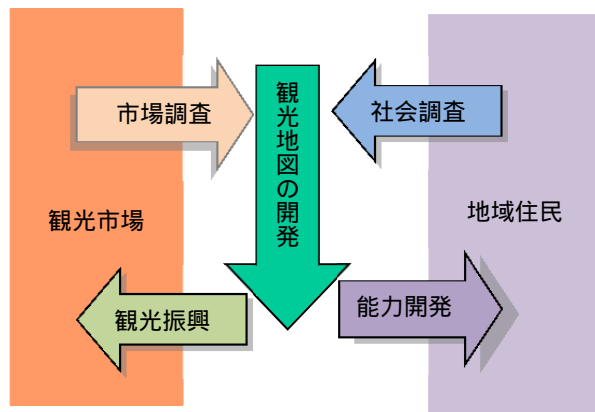 市場調査
観光地図の開発
社会調査
観光市場
地域住民
観光振興
能力開発